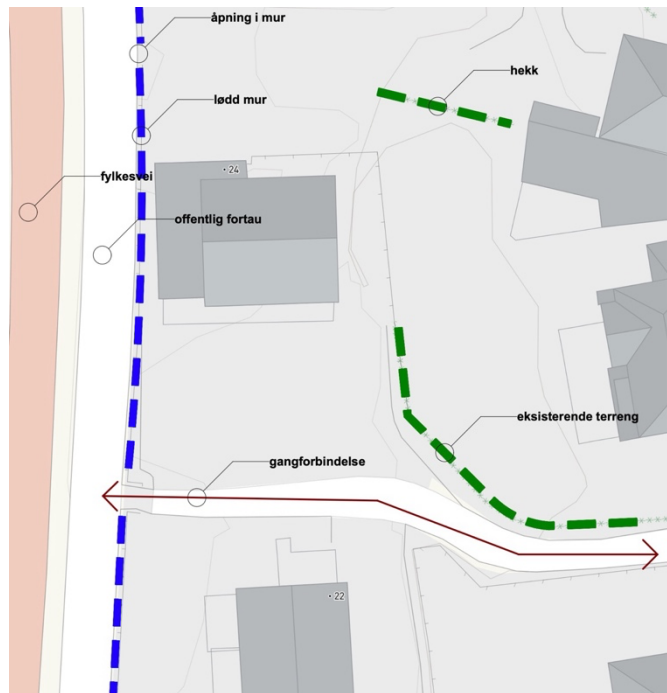 åpning i mur
hekk
lødd mur
fylkesvei
• 24
offentlig fortau
eksisterende terreng
gangforbindelse
• 22